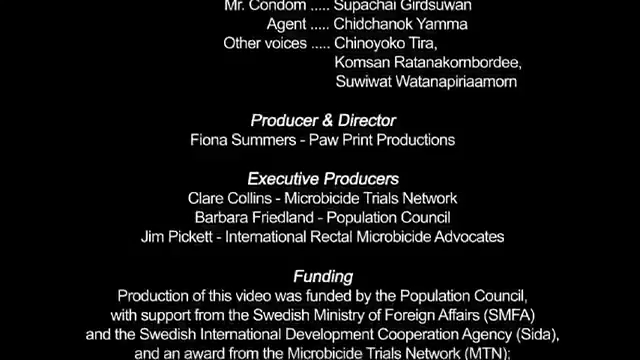 Mr. Condom ..... Supachai Girdsuwan
Agent ..... Chidchanok Yamma
Other voices ..... Chinoyoko Tira,
Komsan Ratanakornbordee,
Suwiwat Watanapiriaamorn
Producer & Director
Fiona Summers - Paw Print Productions
Executive Producers
Clare Collins - Microbicide Trials Network
Barbara Friedland - Population Council
Jim Pickett - International Rectal Microbicide Advocates
Funding
Production of this video was funded by the Population Council,
with support from the Swedish Ministry of Foreign Affairs (SMFA)
and the Swedish International Development Cooperation Agency (Sida),
and an award from the Microbicide Trials Network (MTN),